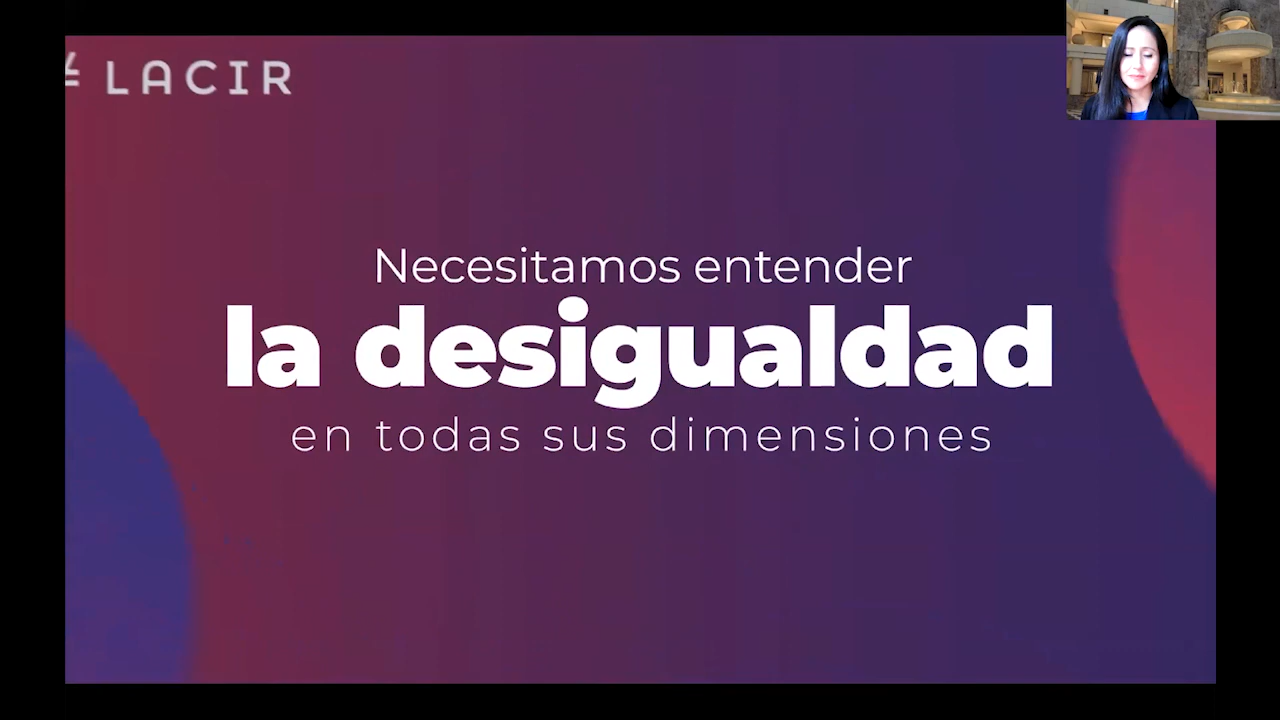 LACIR
Necesitamos entender
la desigualdad
en todas sus dimensiones